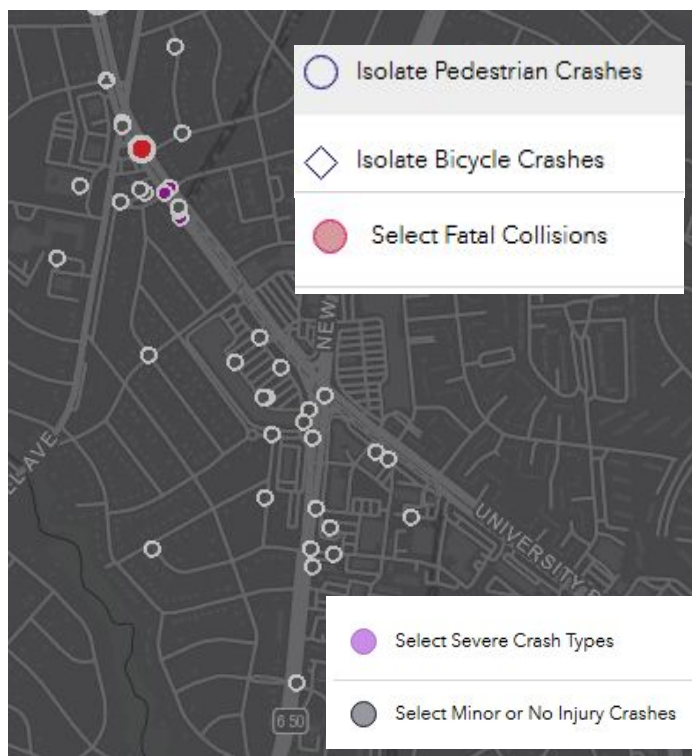 Isolate Pedestrian Crashes
Isolate Bicycle Crashes
Select Fatal Collisions
UNIVERSITY
Select Severe Crash Types
Select Minor or No Injury Crashes
650